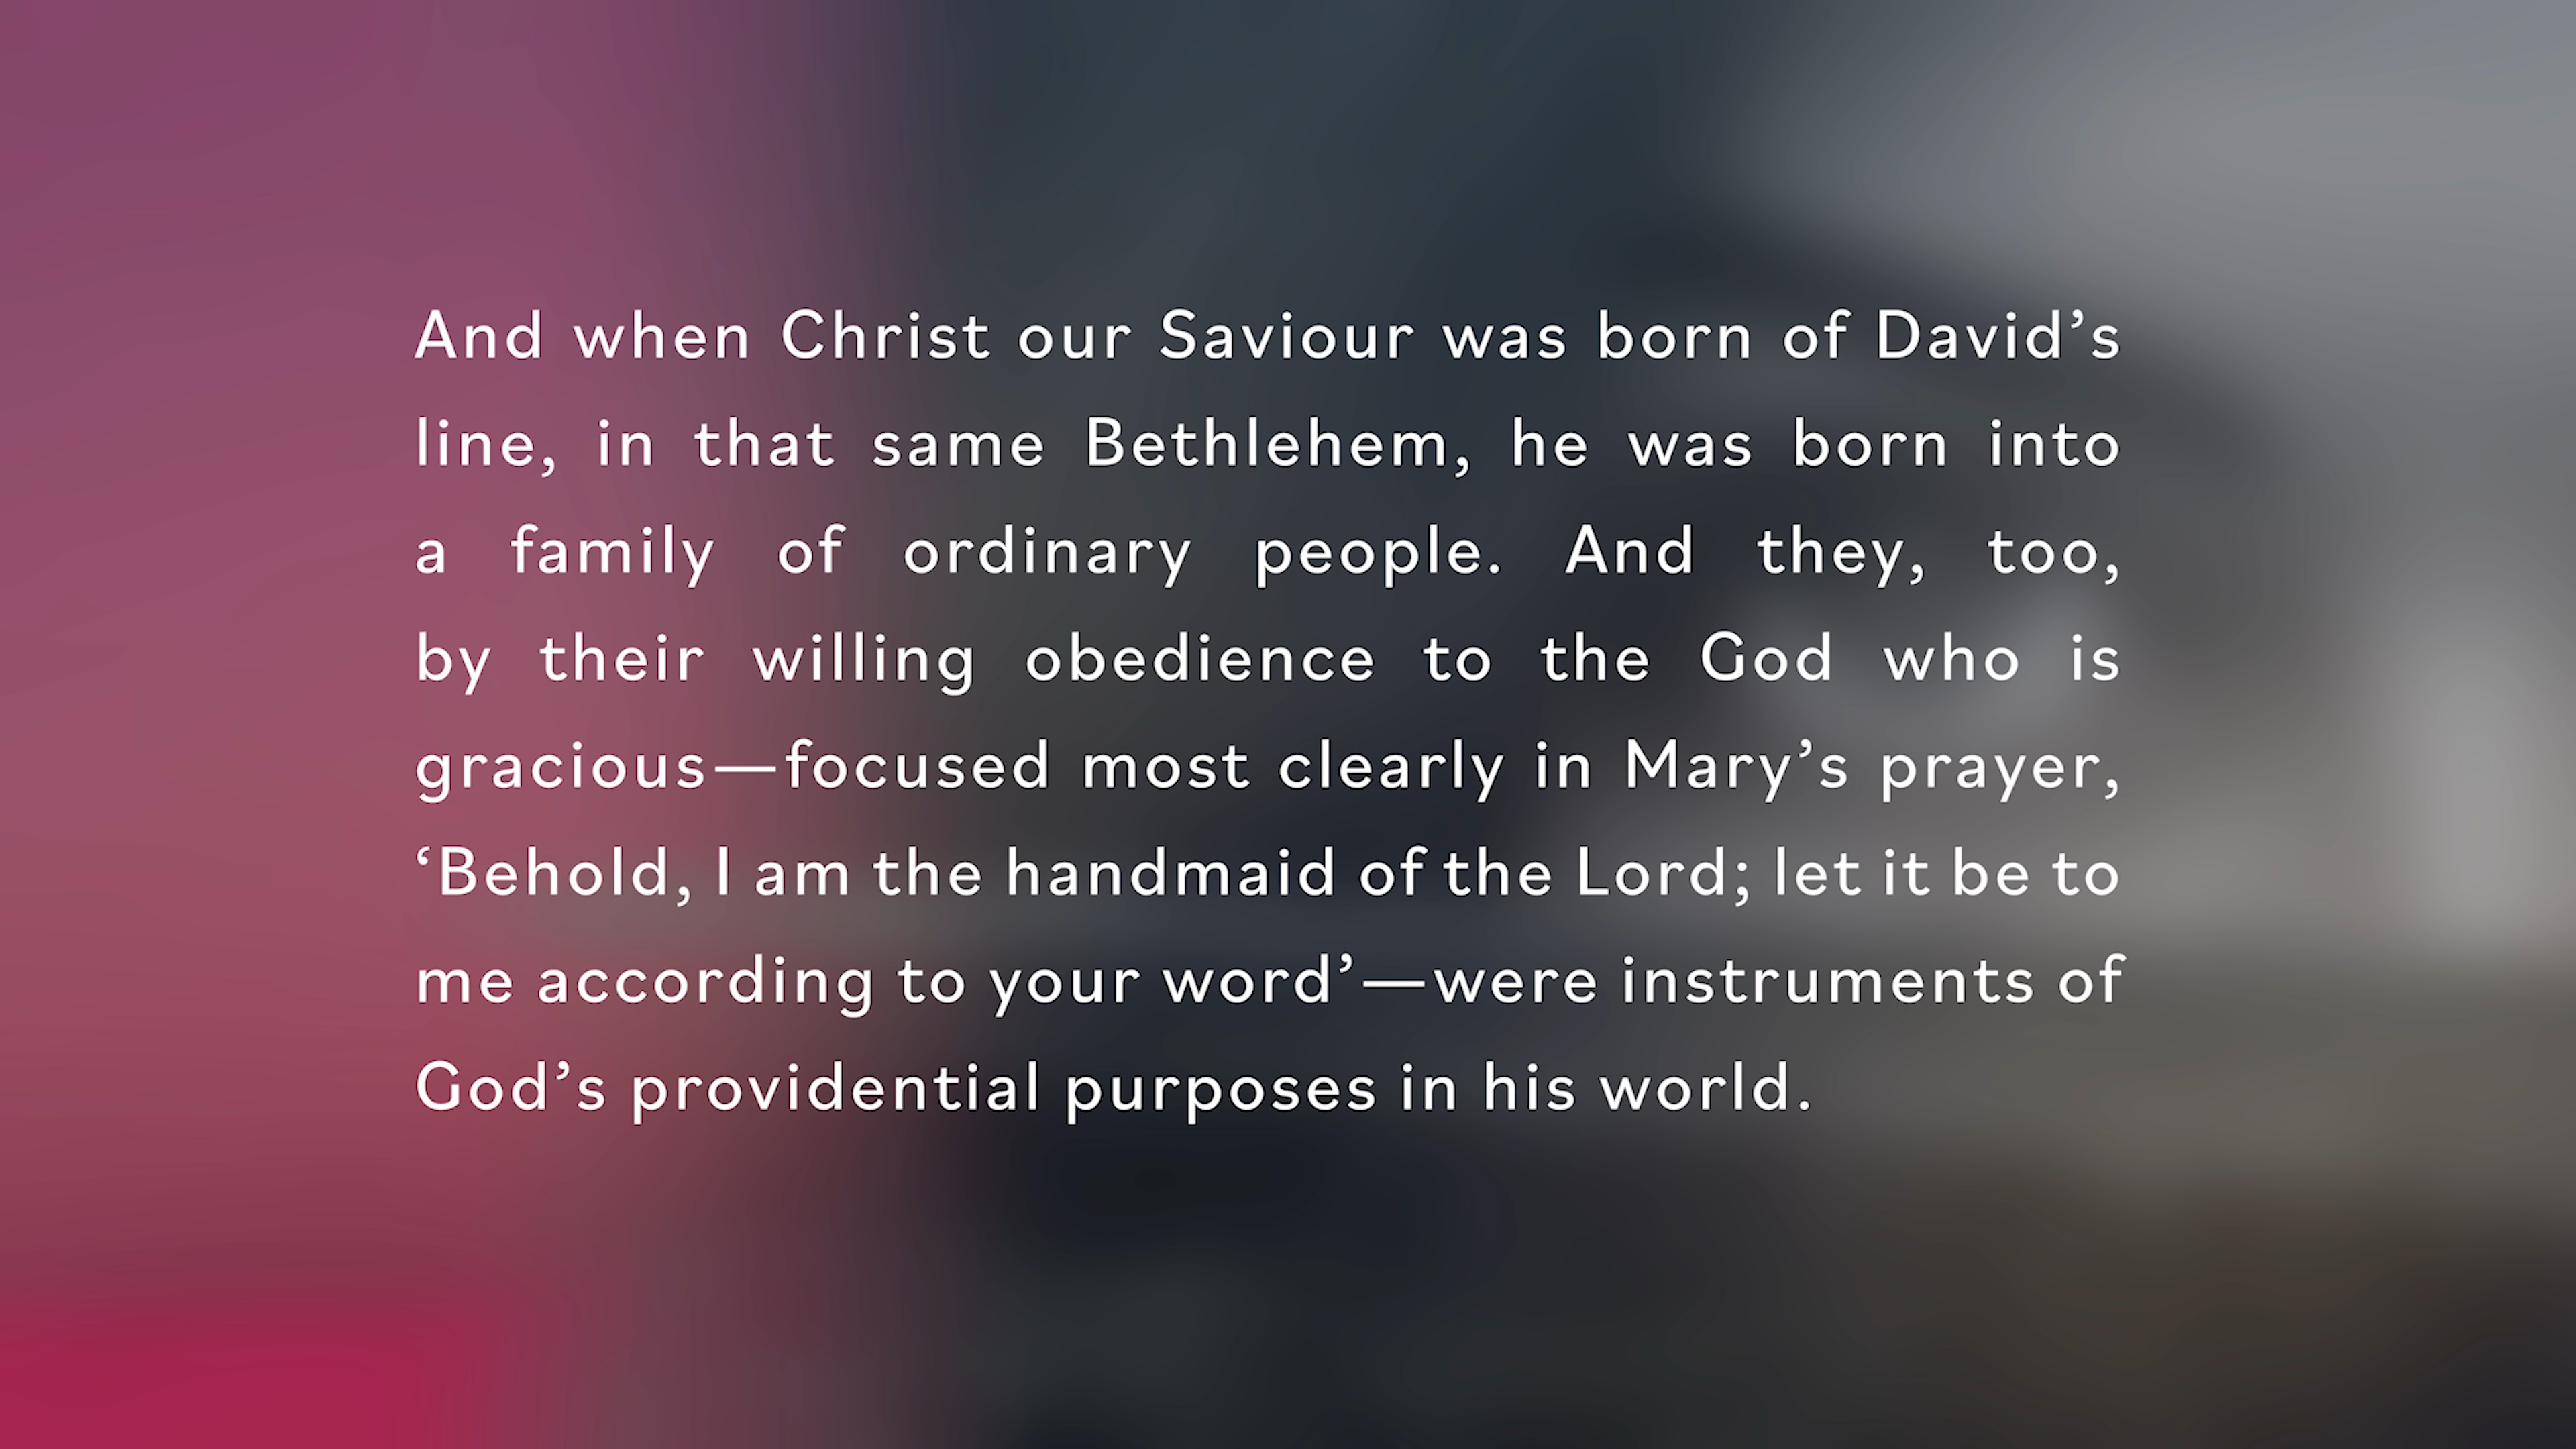 And when Christ our Saviour was born of David’s
line, in that same Bethlehem, he was born into
a family of ordinary people. And they, too,
by their willing obedience to the God who is
gracious—focused most clearly in Mary’s prayer,
‘Behold, I am the handmaid of the Lord; let it be to
me according to your word’—were instruments of
God’s providential purposes in his world.